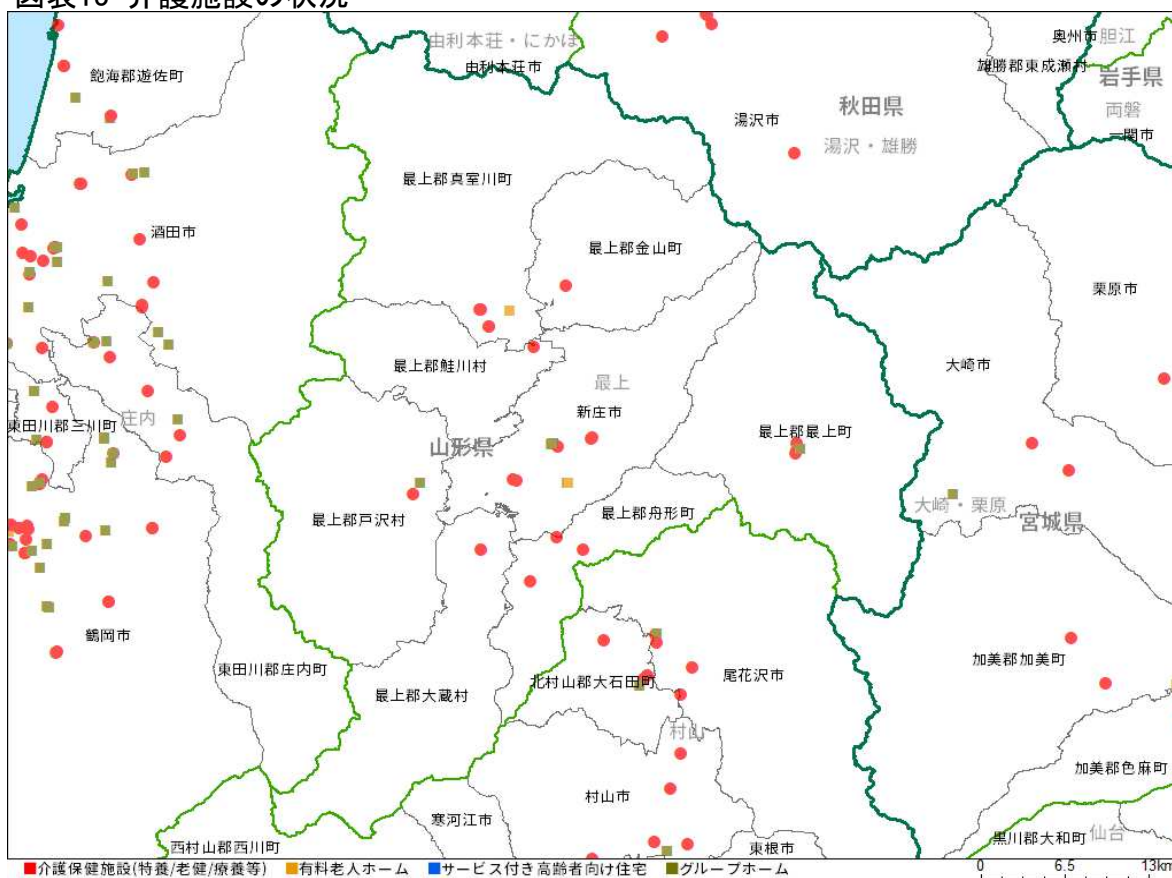 由利本荘・にかほ
由利本荘市
奥州市
胆江
雄勝郡東成瀬村
岩手県
両磐
一関市
飽海郡遊佐町
秋田県
湯沢市
湯沢・雄勝
最上郡真室川町
酒田市
最上郡金山町
栗原市
最上郡鮭川村
大崎市
最上
新庄市
東田川郡三川町
庄内
山形県
最上郡最上町
最上郡戸沢村
最上郡舟形町
大崎・栗原
宮城県
鶴岡市
東田川郡庄内町
最上郡大蔵村
北村山郡大石田町
尾花沢市
加美郡加美町
村山
村山市
加美郡色麻町
寒河江市
西村山郡西川町
東根市
黒川郡大和町
仙台
介護保健施設(特養/老健/療養等) 有料老人ホーム サービス付き高齢者向け住宅 グループホーム
0 6.5 13km